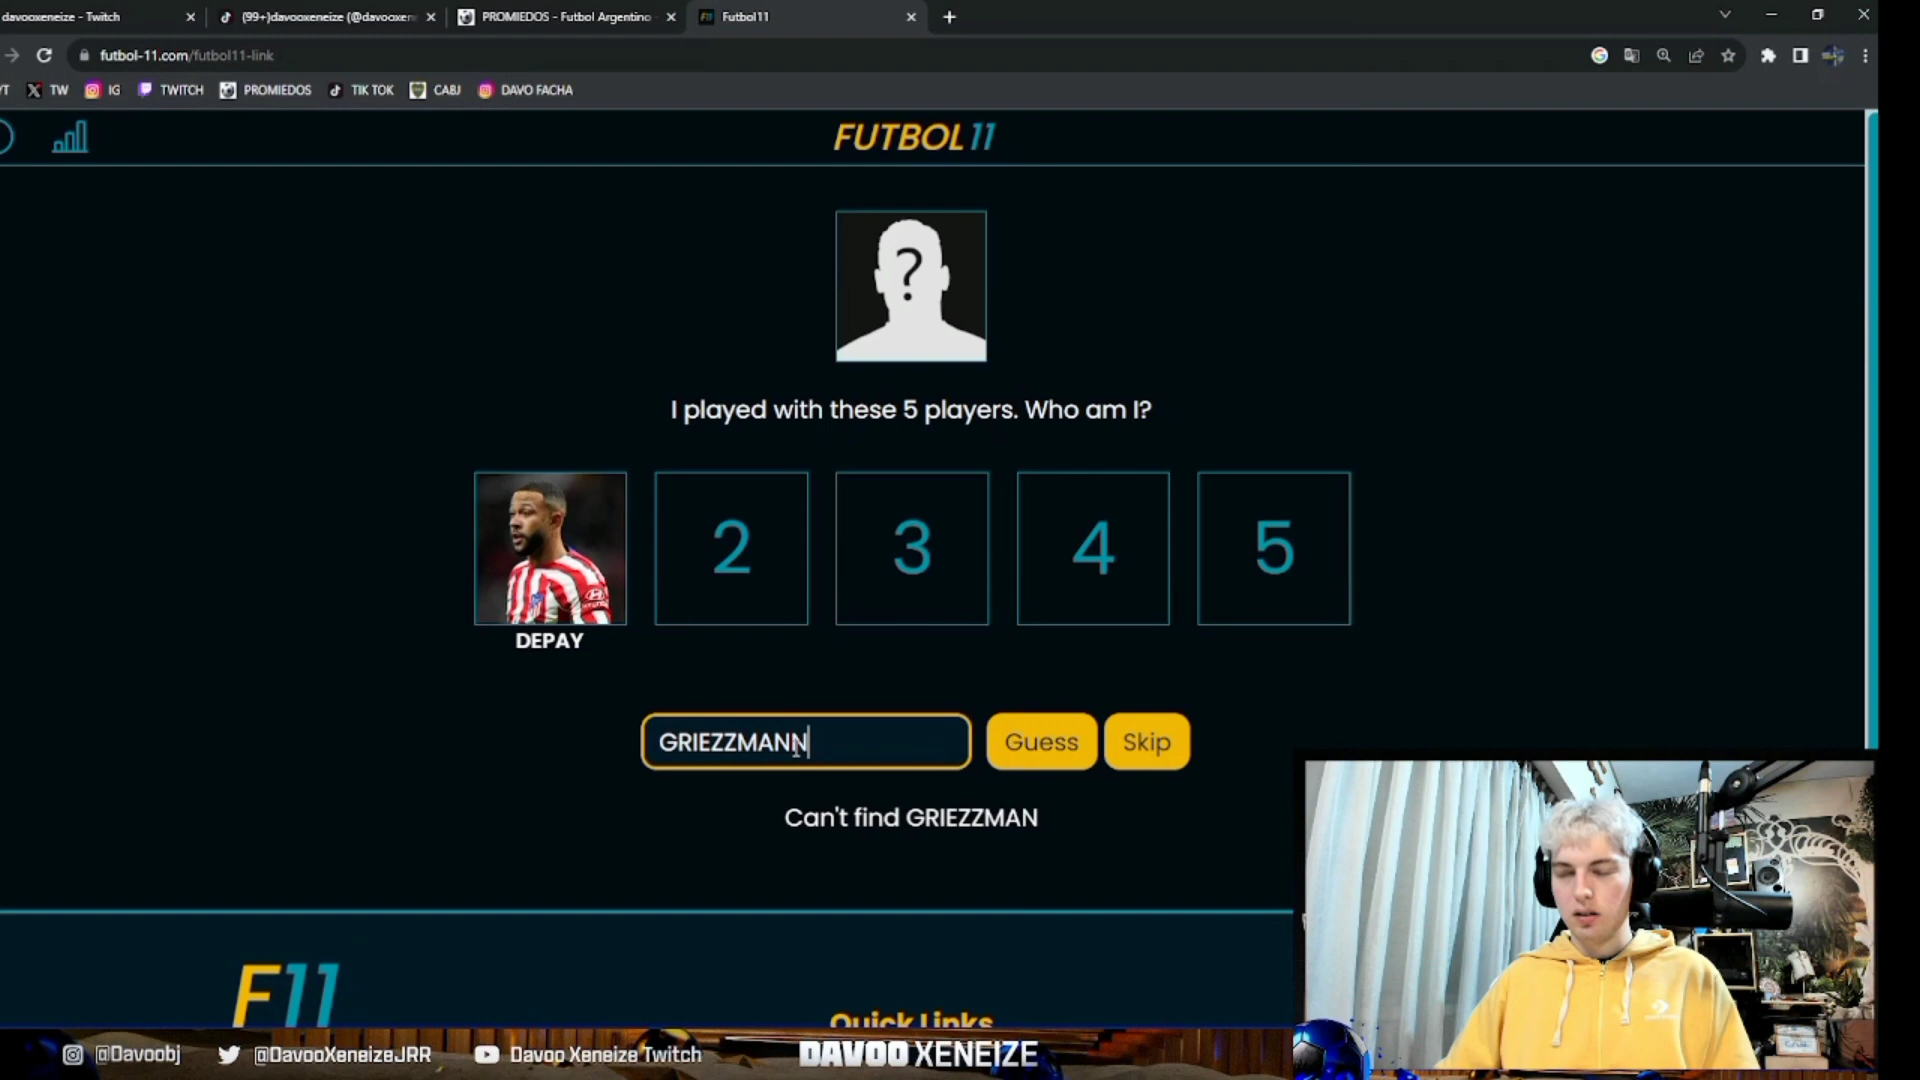 davooxeneize - Twitch
(99+)davooxeneize (@davooxen
PROMIEDOS - Futbol Argentino
Futbol11
futbol-11.com/futbol11-link
TW
IG
TWITCH
PROMIEDOS
TIK TOK
CABJ
DAVO FACHA
FUTBOL11
?
I played with these 5 players. Who am I?
2
3
4
5
DEPAY
GRIEZZMANN
Guess
Skip
Can't find GRIEZZMAN
F11
Quick Links
@Davoobj
@DavooXeneizeJRR
Davoo Xeneize Twitch
DAVOO XENEIZE